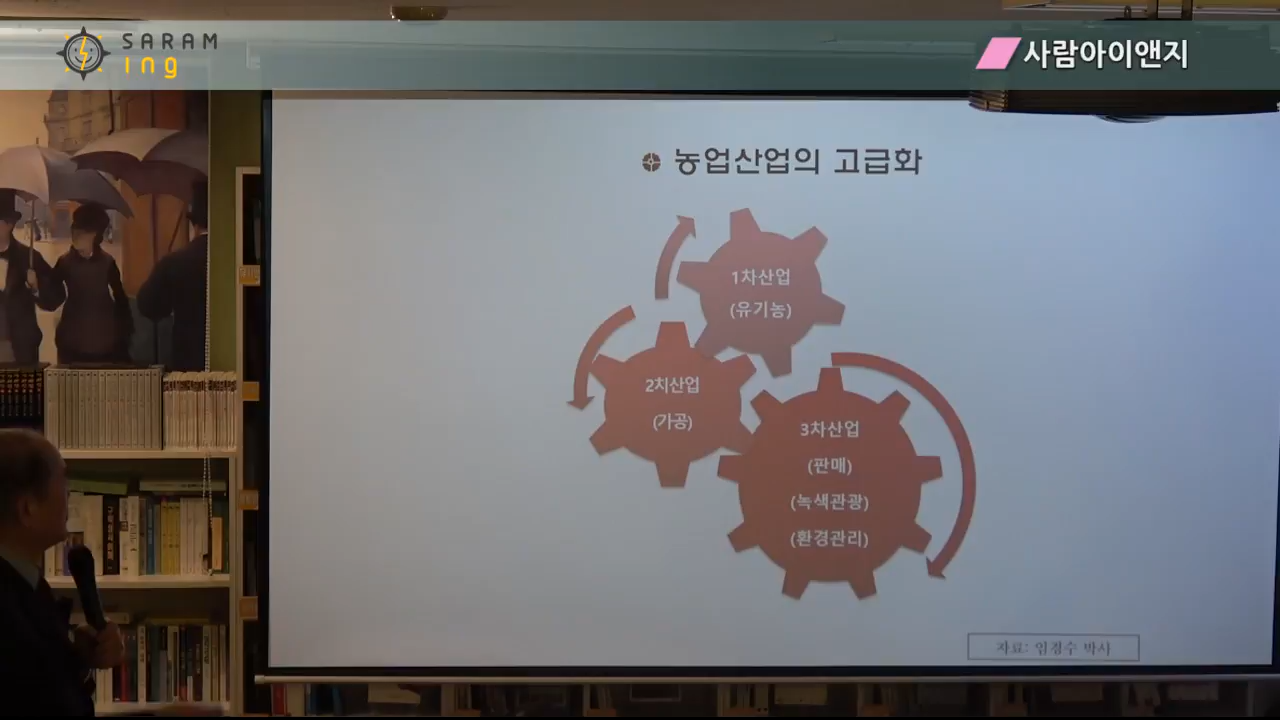 SARAM
ing
사람아이앤지
농업산업의 고급화
1차산업
(유기농)
2치산업
(가공)
3차산업
(판매)
(녹색관광)
(환경관리)
자료: 임경수 박사